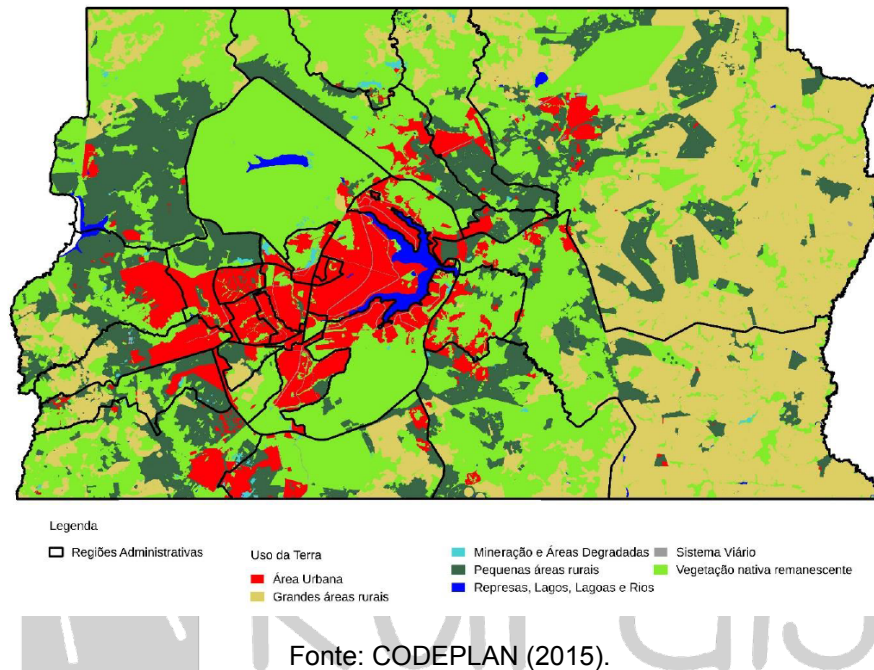 Legenda
Regiões Administrativas
Uso da Terra
Área Urbana
Grandes áreas rurais
Mineração e Áreas Degradadas
Pequenas áreas rurais
Represas, Lagos, Lagoas e Rios
Sistema Viário
Vegetação nativa remanescente
Fonte: CODEPLAN (2015).